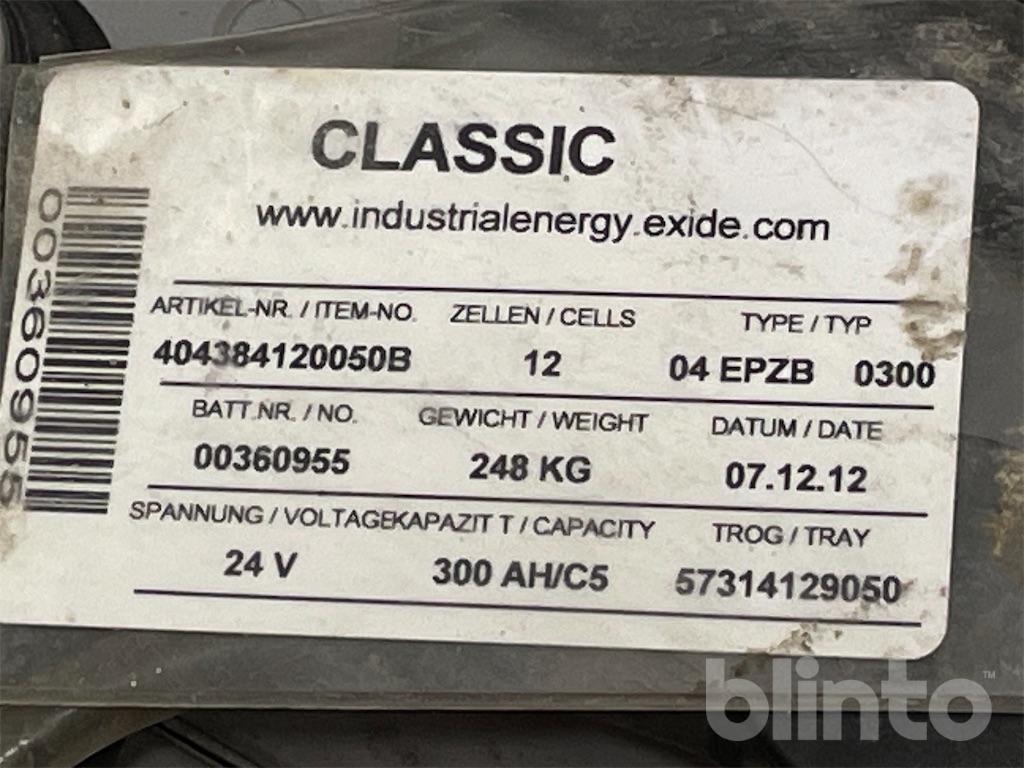 CLASSIC
www.industrialenergy.exide.com
ARTIKEL-NR. / ITEM-NO. ZELLEN / CELLS TYPE / TYP
404384120050B 12 04 EPZB 0300
BATT.NR. / NO. GEWICHT / WEIGHT DATUM / DATE
00360955 248 KG 07.12.12
SPANNUNG / VOLTAGEKAPAZIT T / CAPACITY TROG / TRAY
24 V 300 AH/C5 57314129050
00360955
blinto™